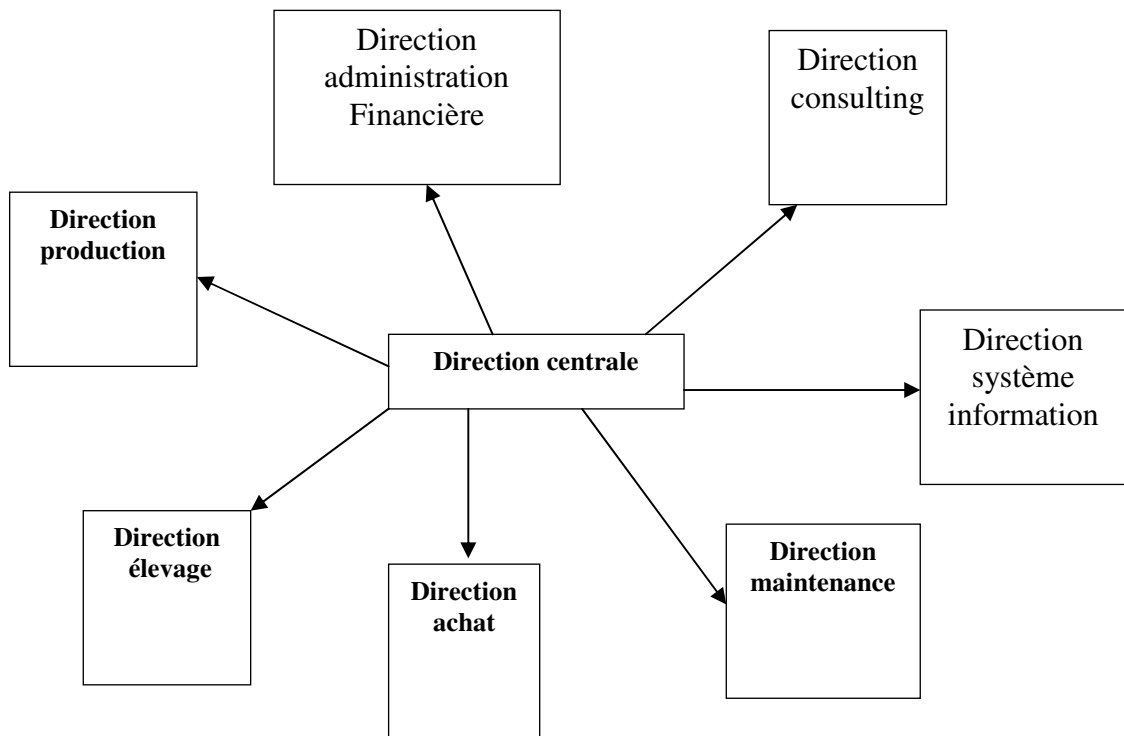 Direction
administration
Financière
Direction
consulting
Direction
production
Direction centrale
Direction
système
information
Direction
élevage
Direction
achat
Direction
maintenance